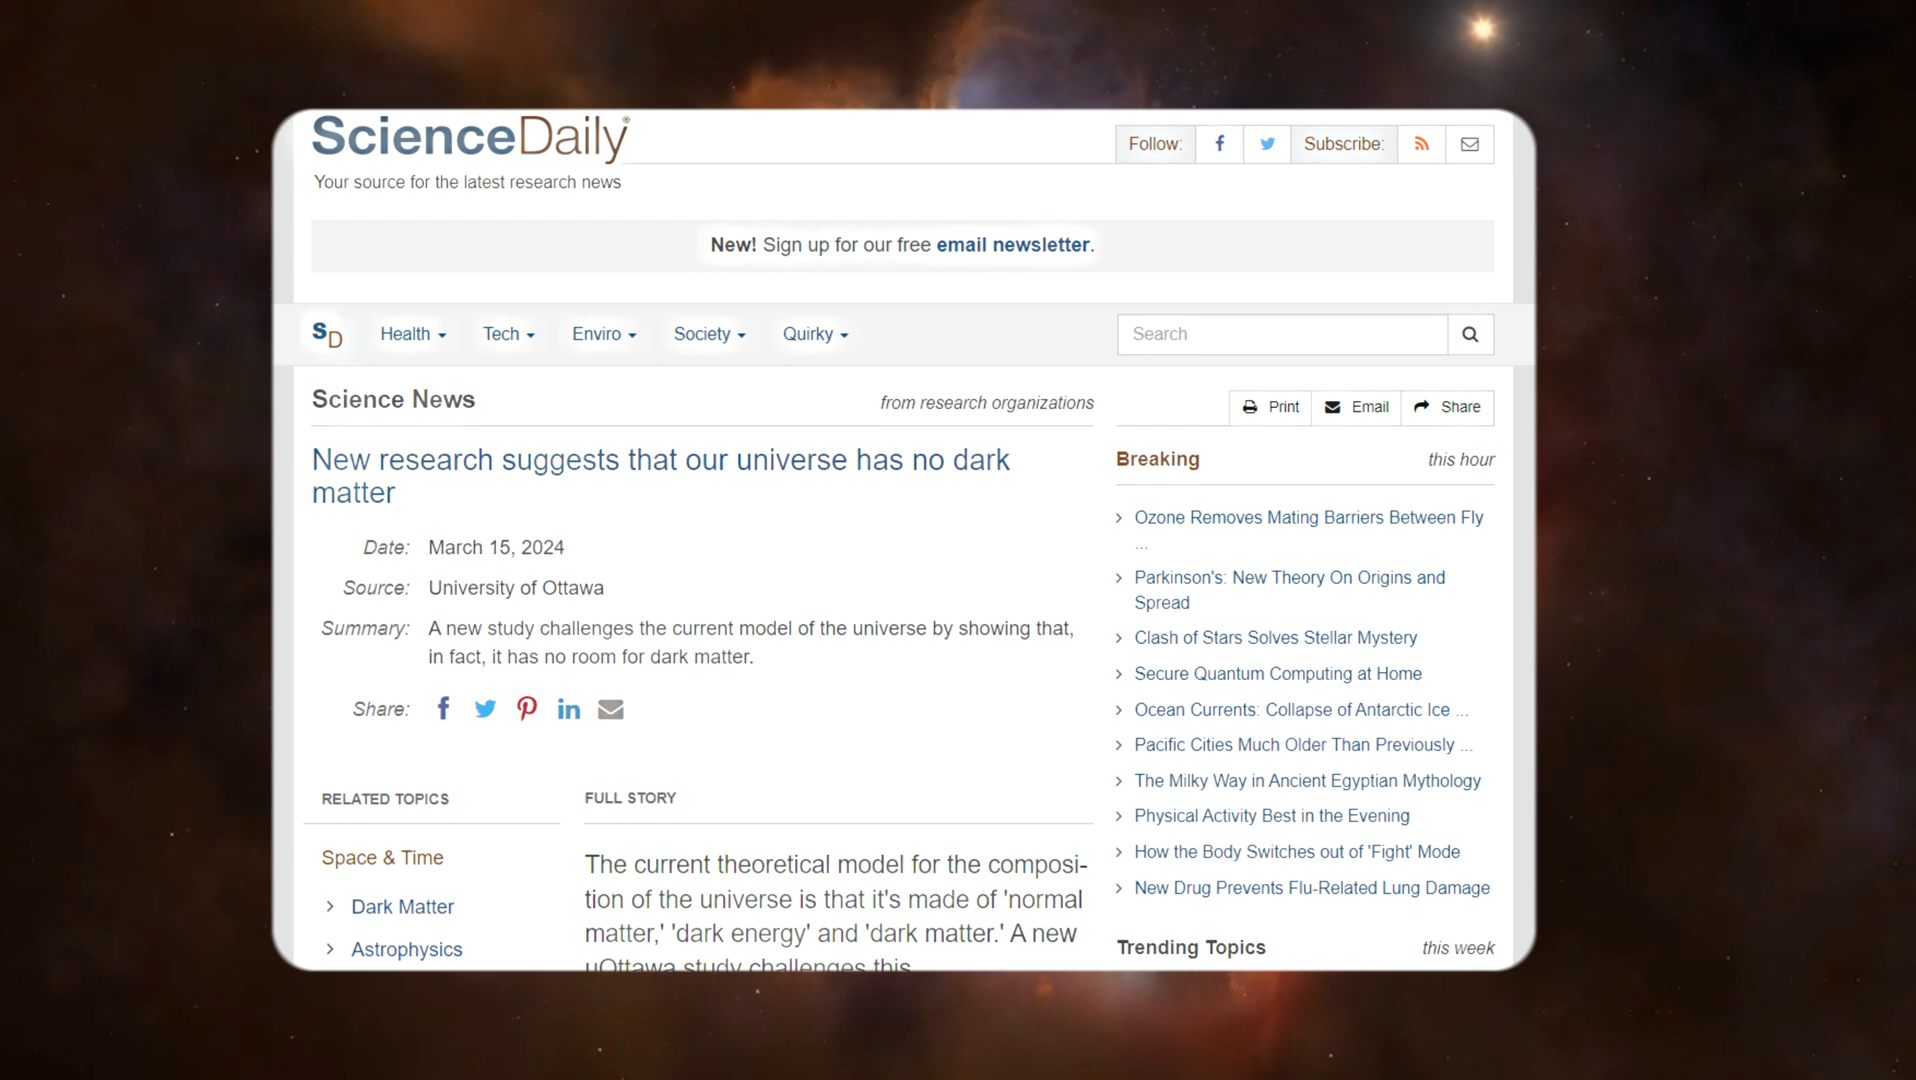 ScienceDaily®
Your source for the latest research news
Follow:
Subscribe:
New! Sign up for our free email newsletter.
SD
Health
Tech
Enviro
Society
Quirky
Search
Science News
from research organizations
Print
Email
Share
New research suggests that our universe has no dark
matter
Date: March 15, 2024
Source: University of Ottawa
Summary: A new study challenges the current model of the universe by showing that,
in fact, it has no room for dark matter.
Share:
RELATED TOPICS
Space & Time
Dark Matter
Astrophysics
FULL STORY
The current theoretical model for the composi-
tion of the universe is that it's made of 'normal
matter,' 'dark energy' and 'dark matter.' A new
uOttawa study challenges this.
Breaking
this hour
Ozone Removes Mating Barriers Between Fly
...
Parkinson's: New Theory On Origins and
Spread
Clash of Stars Solves Stellar Mystery
Secure Quantum Computing at Home
Ocean Currents: Collapse of Antarctic Ice ...
Pacific Cities Much Older Than Previously ...
The Milky Way in Ancient Egyptian Mythology
Physical Activity Best in the Evening
How the Body Switches out of 'Fight' Mode
New Drug Prevents Flu-Related Lung Damage
Trending Topics
this week